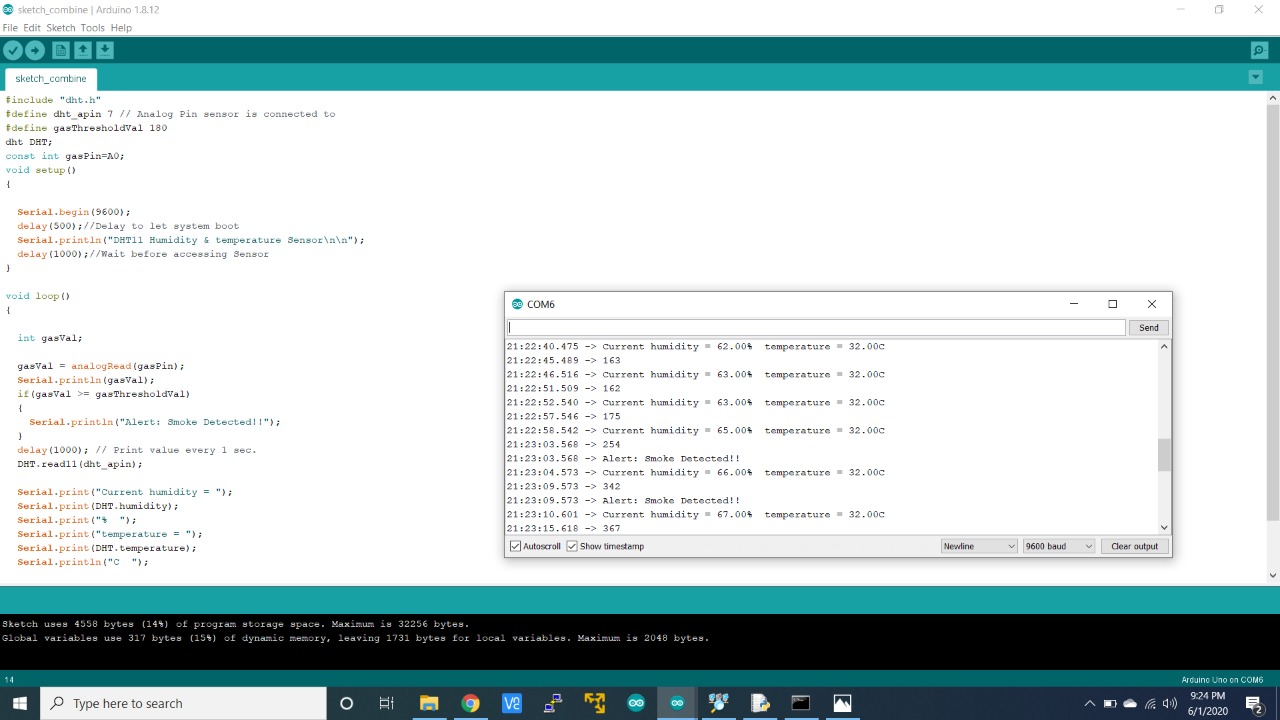 sketch_combine | Arduino 1.8.12
File Edit Sketch Tools Help
sketch_combine
#include "dht.h"
#define dht_apin 7 // Analog Pin sensor is connected to
#define gasThresholdVal 180
dht DHT;
const int gasPin=A0;
void setup()
{
Serial.begin(9600);
delay(500);//Delay to let system boot
Serial.println("DHT11 Humidity & temperature Sensor\n\n");
delay(1000);//Wait before accessing Sensor
}
void loop()
{
int gasVal;
gasVal = analogRead(gasPin);
Serial.println(gasVal);
if(gasVal >= gasThresholdVal)
{
Serial.println("Alert: Smoke Detected!!");
}
delay(1000); // Print value every 1 sec.
DHT.read11(dht_apin);
Serial.print("Current humidity = ");
Serial.print(DHT.humidity);
Serial.print("%  ");
Serial.print("temperature = ");
Serial.print(DHT.temperature);
Serial.println("C  ");
COM6
Send
21:22:40.475 -> Current humidity = 62.00%  temperature = 32.00C
21:22:45.489 -> 163
21:22:46.516 -> Current humidity = 63.00%  temperature = 32.00C
21:22:51.509 -> 162
21:22:52.540 -> Current humidity = 63.00%  temperature = 32.00C
21:22:57.546 -> 175
21:22:58.542 -> Current humidity = 65.00%  temperature = 32.00C
21:23:03.568 -> 254
21:23:03.568 -> Alert: Smoke Detected!!
21:23:04.573 -> Current humidity = 66.00%  temperature = 32.00C
21:23:09.573 -> 342
21:23:09.573 -> Alert: Smoke Detected!!
21:23:10.601 -> Current humidity = 67.00%  temperature = 32.00C
21:23:15.618 -> 367
Autoscroll Show timestamp Newline 9600 baud Clear output
Sketch uses 4558 bytes (14%) of program storage space. Maximum is 32256 bytes.
Global variables use 317 bytes (15%) of dynamic memory, leaving 1731 bytes for local variables. Maximum is 2048 bytes.
14 Arduino Uno on COM6
Type here to search
9:24 PM
6/1/2020
2